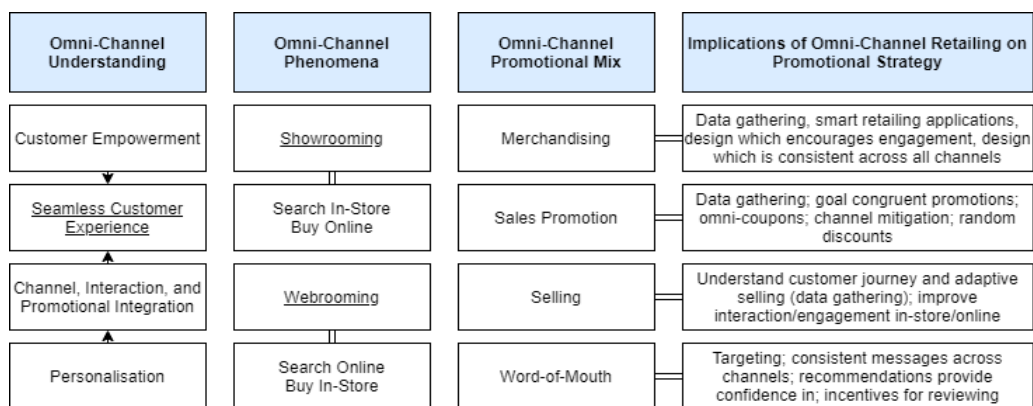 Omni-Channel
Understanding
Omni-Channel
Phenomena
Omni-Channel
Promotional Mix
Implications of Omni-Channel Retailing on
Promotional Strategy
Customer Empowerment
Showrooming
Merchandising
Data gathering, smart retailing applications,
design which encourages engagement, design
which is consistent across all channels
Seamless Customer
Experience
Search In-Store
Buy Online
Sales Promotion
Data gathering; goal congruent promotions;
omni-coupons; channel mitigation; random
discounts
Channel, Interaction, and
Promotional Integration
Webrooming
Selling
Understand customer journey and adaptive
selling (data gathering); improve
interaction/engagement in-store/online
Personalisation
Search Online
Buy In-Store
Word-of-Mouth
Targeting; consistent messages across
channels; recommendations provide
confidence in; incentives for reviewing